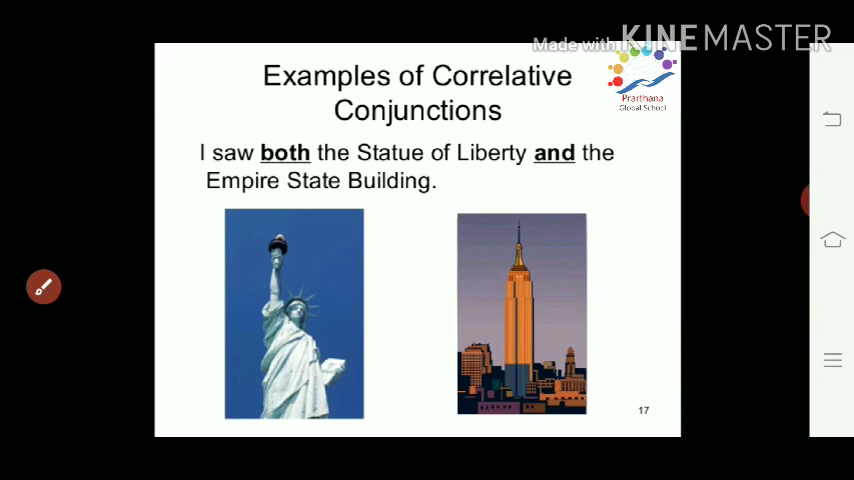 Made with KINEMASTER
Examples of Correlative
Conjunctions
Prarthana
Global School
I saw both the Statue of Liberty and the
Empire State Building.
17